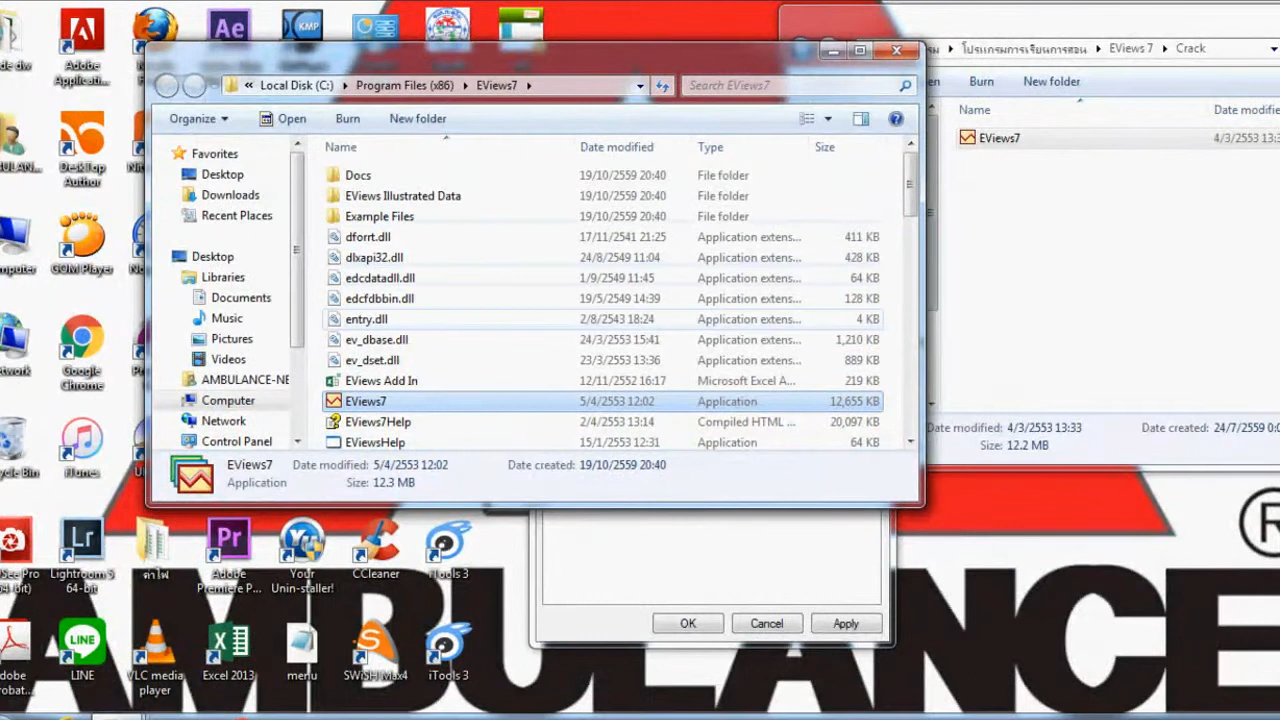 Adobe
Applicati...
Ae
KMP
« Local Disk (C:) ▸ Program Files (x86) ▸ EViews7 ▸
Search EViews7
Organize
Open
Burn
New folder
Name
Date modified
Type
Size
Favorites
Desktop
Downloads
Recent Places
Desktop
Libraries
Documents
Music
Pictures
Videos
AMBULANCE-NE
Computer
Network
Control Panel
Docs 19/10/2559 20:40 File folder
EViews Illustrated Data 19/10/2559 20:40 File folder
Example Files 19/10/2559 20:40 File folder
dforrt.dll 17/11/2541 21:25 Application extens... 411 KB
dlxapi32.dll 24/8/2549 11:04 Application extens... 428 KB
edcdatadll.dll 1/9/2549 11:45 Application extens... 64 KB
edcfdbbin.dll 19/5/2549 14:39 Application extens... 128 KB
entry.dll 2/8/2543 18:24 Application extens... 4 KB
ev_dbase.dll 24/3/2553 15:41 Application extens... 1,210 KB
ev_dset.dll 23/3/2553 13:36 Application extens... 889 KB
EViews Add In 12/11/2552 16:17 Microsoft Excel A... 219 KB
EViews7 5/4/2553 12:02 Application 12,655 KB
EViews7Help 2/4/2553 13:14 Compiled HTML ... 20,097 KB
EViewsHelp 15/1/2553 12:31 Application 64 KB
EViews7 Date modified: 5/4/2553 12:02 Date created: 19/10/2559 20:40
Application Size: 12.3 MB
▸ โปรแกรมการเรียนการสอน ▸ EViews 7 ▸ Crack
Burn
New folder
Name
Date modified
EViews7
4/3/2553 13:3
Date modified: 4/3/2553 13:33 Date created: 24/7/2559 0:0
Size: 12.2 MB
OK
Cancel
Apply
DeskTop
Author
GOM Player
Google
Chrome
iTunes
Lr
Lightroom 5
64-bit
Pr
Adobe
Premiere P...
Your
Unin-staller!
CCleaner
iTools 3
LINE
LINE
VLC media
player
Excel 2013
menu
SWiSH Max4
iTools 3
®
AMBULANCE